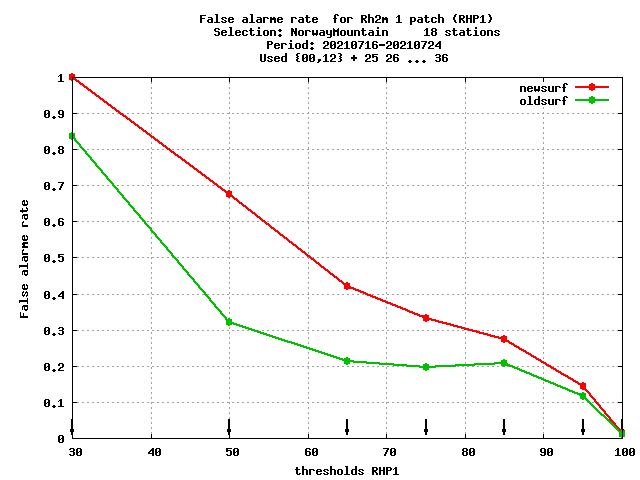 False alarme rate  for Rh2m 1 patch (RHP1)
Selection: NorwayMountain     18 stations
Period: 20210716-20210724
Used {00,12} + 25 26 ... 36
newsurf
oldsurf
1
0.9
0.8
0.7
0.6
0.5
0.4
0.3
0.2
0.1
0
False alarme rate
30 40 50 60 70 80 90 100
thresholds RHP1